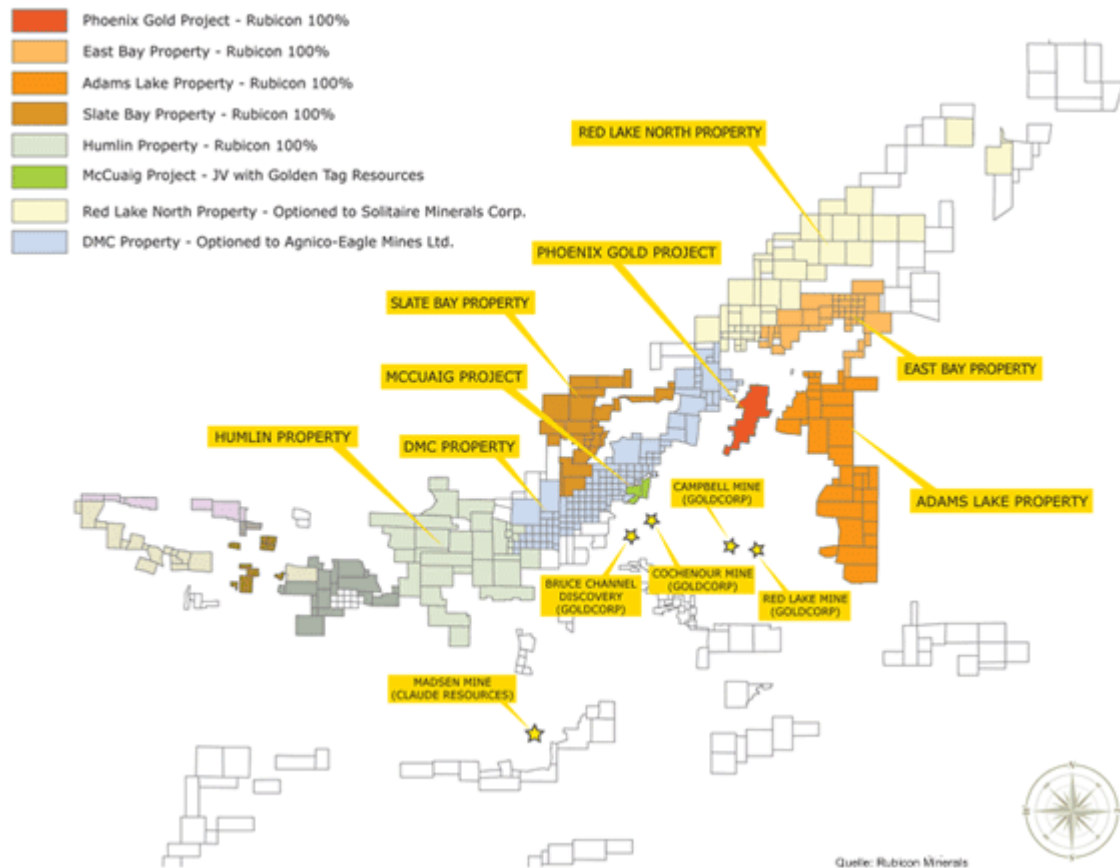 Phoenix Gold Project - Rubicon 100%
East Bay Property - Rubicon 100%
Adams Lake Property - Rubicon 100%
Slate Bay Property - Rubicon 100%
Humlin Property - Rubicon 100%
McCuaig Project - JV with Golden Tag Resources
Red Lake North Property - Optioned to Solitaire Minerals Corp.
DMC Property - Optioned to Agnico-Eagle Mines Ltd.
RED LAKE NORTH PROPERTY
PHOENIX GOLD PROJECT
SLATE BAY PROPERTY
EAST BAY PROPERTY
MCCUAIG PROJECT
HUMLIN PROPERTY
DMC PROPERTY
CAMPBELL MINE
(GOLDCORP)
ADAMS LAKE PROPERTY
BRUCE CHANNEL
DISCOVERY
(GOLDCORP)
COCHENOUR MINE
(GOLDCORP)
RED LAKE MINE
(GOLDCORP)
MADSEN MINE
(CLAUDE RESOURCES)
Quelle: Rubicon Minerals